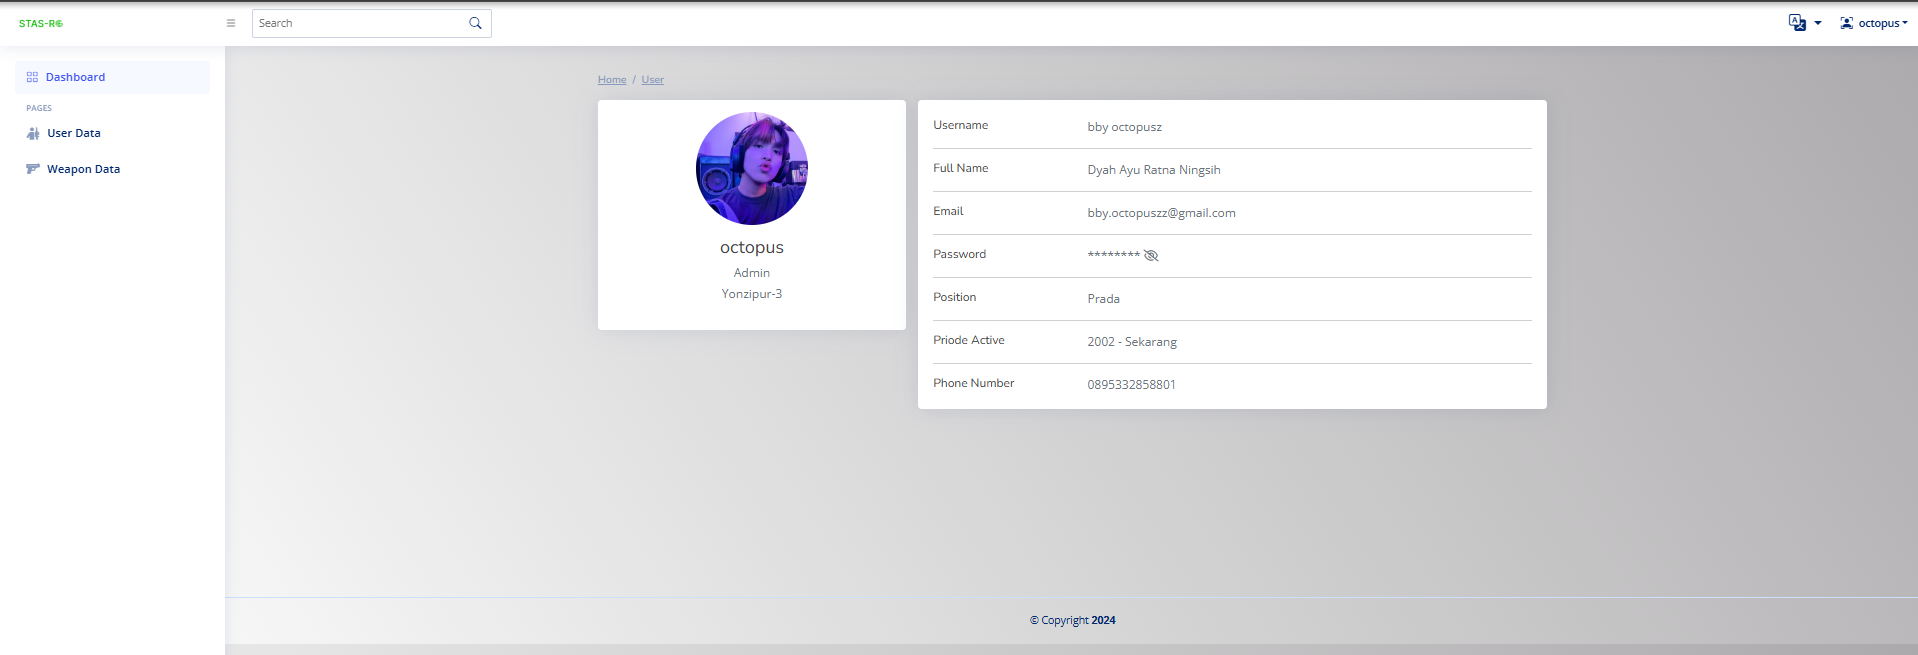 STAS-RG
Search
octopus
Dashboard
PAGES
User Data
Weapon Data
Home / User
octopus
Admin
Yonzipur-3
Username bby octopusz
Full Name Dyah Ayu Ratna Ningsih
Email bby.octopuszz@gmail.com
Password ********
Position Prada
Priode Active 2002 - Sekarang
Phone Number 0895332858801
© Copyright 2024